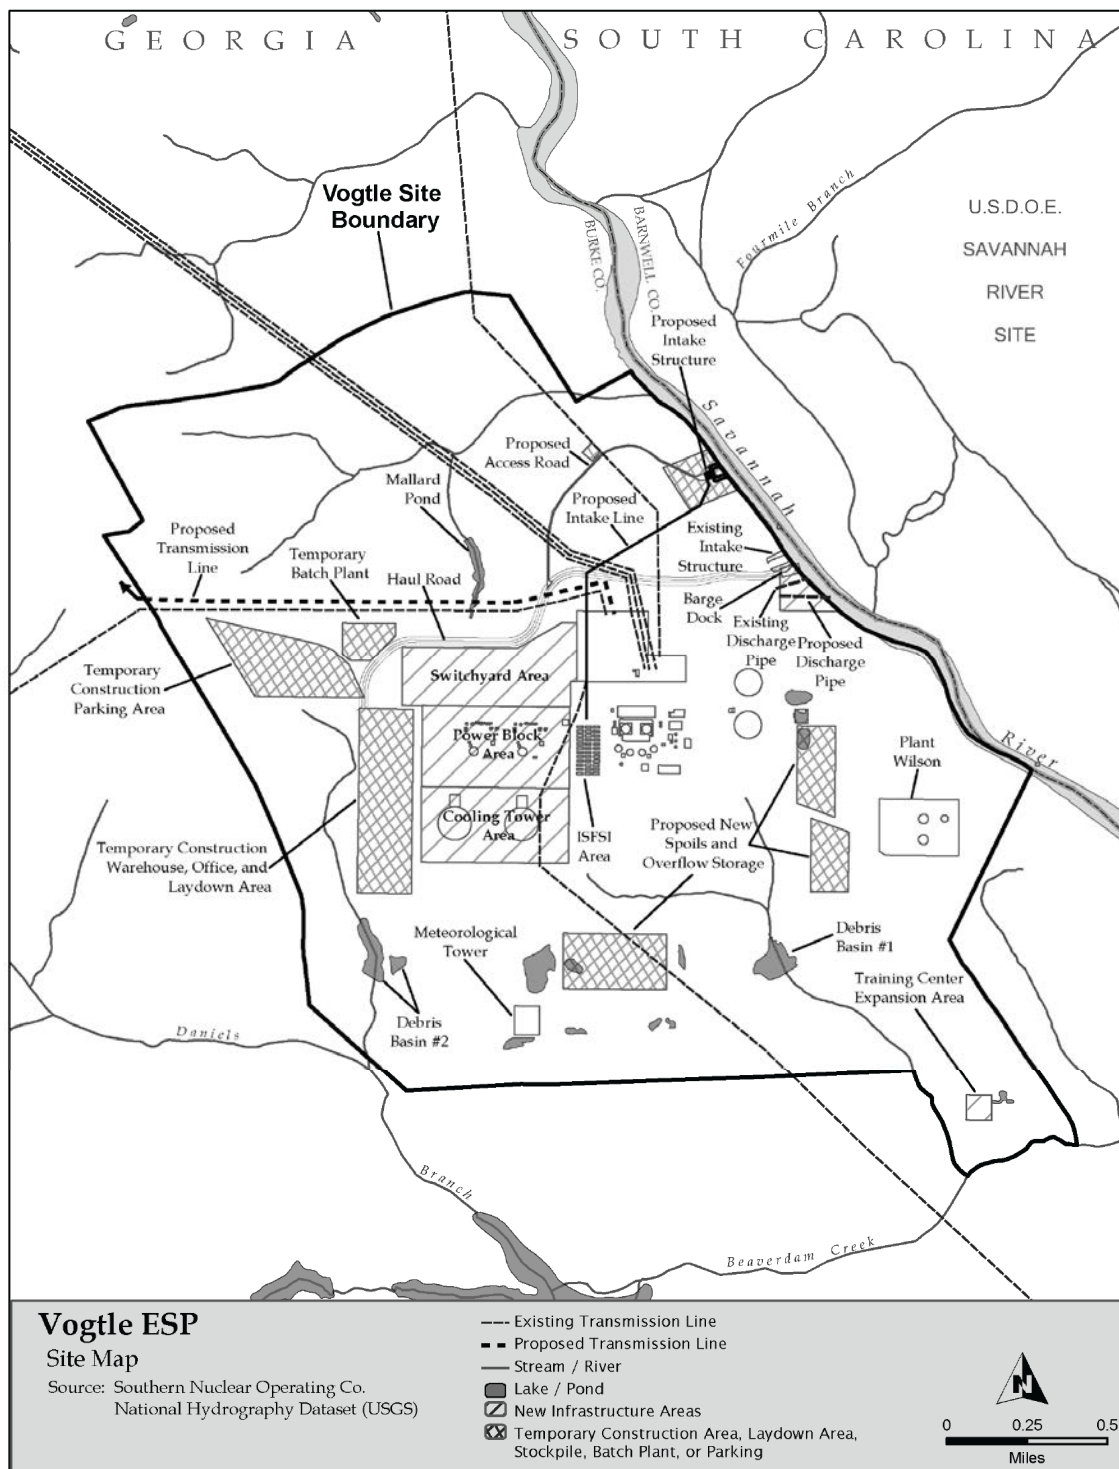 GEORGIA
SOUTH CAROLINA
Vogtle Site
Boundary
BURKE CO.
BARNWELL CO.
Fourmile Branch
U.S.D.O.E.
SAVANNAH
RIVER
SITE
Proposed
Intake
Structure
Savannah
Proposed
Access Road
Mallard
Pond
Proposed
Intake Line
Proposed
Transmission
Line
Temporary
Batch Plant
Haul Road
Existing
Intake
Structure
Barge
Dock
Existing
Discharge
Pipe
Proposed
Discharge
Pipe
Temporary
Construction
Parking Area
Switchyard Area
Power Block
Area
River
Plant
Wilson
Cooling Tower
Area
ISFSI
Area
Proposed New
Spoils and
Overflow Storage
Temporary Construction
Warehouse, Office, and
Laydown Area
Meteorological
Tower
Debris
Basin #1
Training Center
Expansion Area
Debris
Basin #2
Daniels
Branch
Beaverdam Creek
Vogtle ESP
Site Map
Source: Southern Nuclear Operating Co.
National Hydrography Dataset (USGS)
Existing Transmission Line
Proposed Transmission Line
Stream / River
Lake / Pond
New Infrastructure Areas
Temporary Construction Area, Laydown Area,
Stockpile, Batch Plant, or Parking
N
0 0.25 0.5
Miles